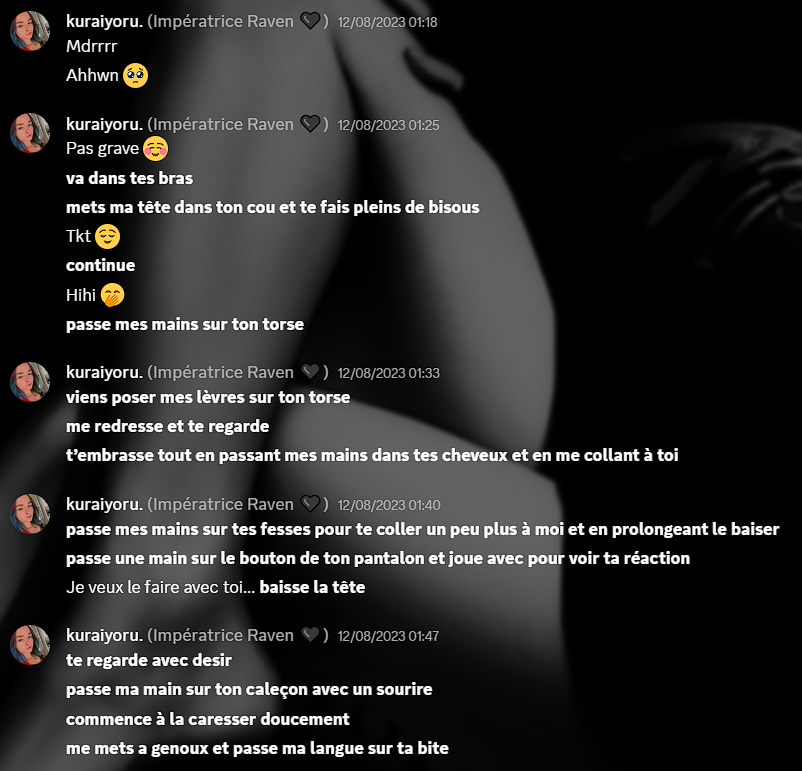 kuraiyoru. (Impératrice Raven 🖤) 12/08/2023 01:18
Mdrrrr
Ahhwn 🥺
kuraiyoru. (Impératrice Raven 🖤) 12/08/2023 01:25
Pas grave ☺️
va dans tes bras
mets ma tête dans ton cou et te fais pleins de bisous
Tkt 😌
continue
Hihi 🤭
passe mes mains sur ton torse
kuraiyoru. (Impératrice Raven 🖤) 12/08/2023 01:33
viens poser mes lèvres sur ton torse
me redresse et te regarde
t’embrasse tout en passant mes mains dans tes cheveux et en me collant à toi
kuraiyoru. (Impératrice Raven 🖤) 12/08/2023 01:40
passe mes mains sur tes fesses pour te coller un peu plus à moi et en prolongeant le baiser
passe une main sur le bouton de ton pantalon et joue avec pour voir ta réaction
Je veux le faire avec toi... baisse la tête
kuraiyoru. (Impératrice Raven 🖤) 12/08/2023 01:47
te regarde avec desir
passe ma main sur ton caleçon avec un sourire
commence à la caresser doucement
me mets a genoux et passe ma langue sur ta bite